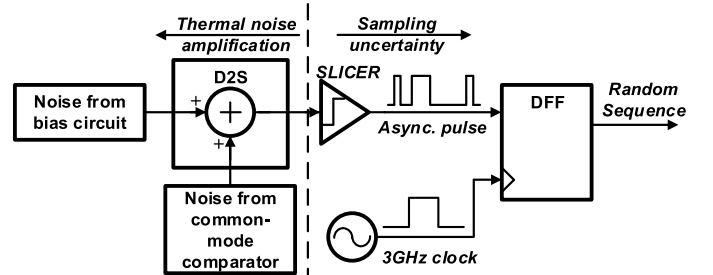 Thermal noise
amplification
Sampling
uncertainty
D2S
SLICER
Noise from
bias circuit
+
+
+
Async. pulse
DFF
Random
Sequence
Noise from
common-
mode
comparator
3GHz clock